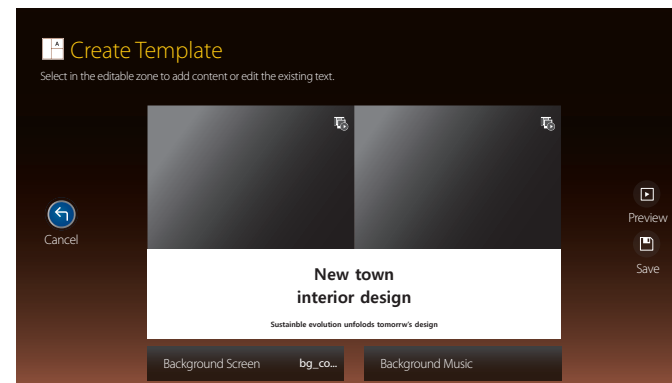 A
Create Template
Select in the editable zone to add content or edit the existing text.
Cancel
Preview
Save
New town
interior design
Sustainble evolution unfolods tomorrw's design
Background Screen bg_co...
Background Music